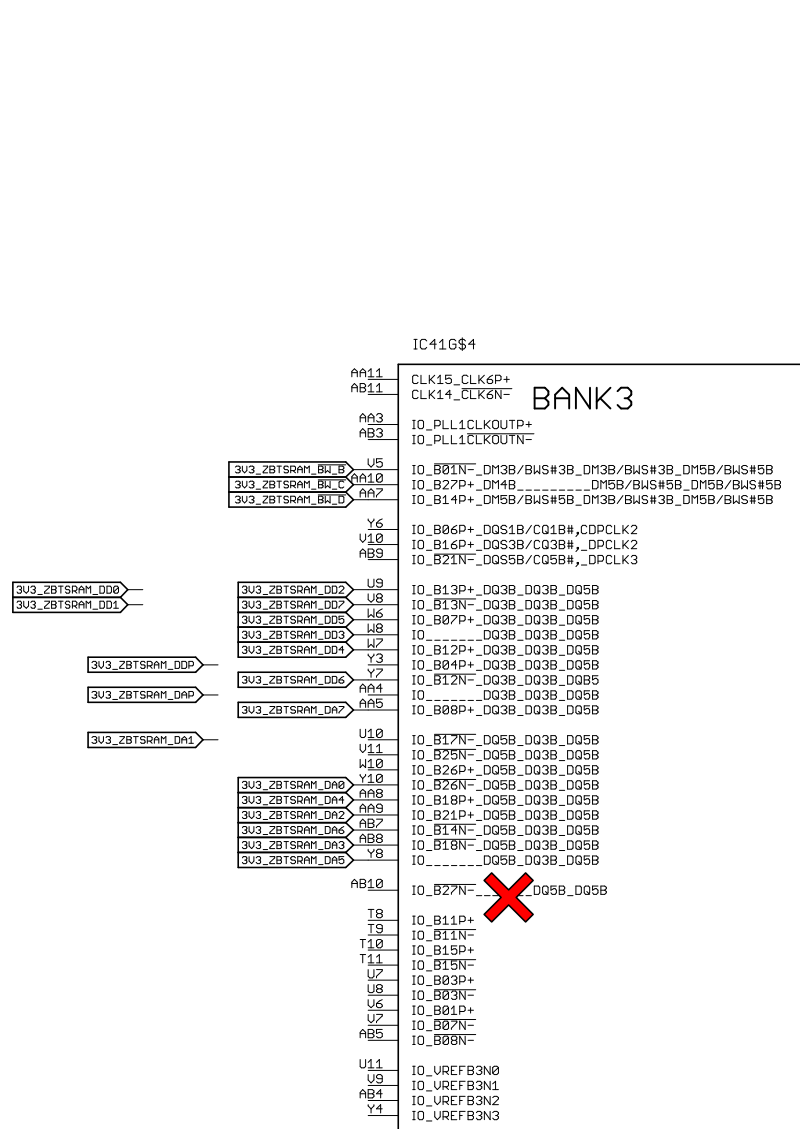 IC41G$4
BANK3
AA11 CLK15_CLK6P+
AB11 CLK14_CLK6N-
AA3 IO_PLL1CLKOUTP+
AB3 IO_PLL1CLKOUTN-
3V3_ZBTSRAM_BW_B V5 IO_B01N-_DM3B/BWS#3B_DM3B/BWS#3B_DM5B/BWS#5B
3V3_ZBTSRAM_BW_C AA10 IO_B27P+_DM4B__________DM5B/BWS#5B_DM5B/BWS#5B
3V3_ZBTSRAM_BW_D AA7 IO_B14P+_DM5B/BWS#5B_DM3B/BWS#3B_DM5B/BWS#5B
Y6 IO_B06P+_DQS1B/CQ1B#,CDPCLK2
V10 IO_B16P+_DQS3B/CQ3B#,_DPCLK2
AB9 IO_B21N-_DQS5B/CQ5B#,_DPCLK3
3V3_ZBTSRAM_DD0 3V3_ZBTSRAM_DD2 U9 IO_B13P+_DQ3B_DQ3B_DQ5B
3V3_ZBTSRAM_DD1 3V3_ZBTSRAM_DD7 V8 IO_B13N-_DQ3B_DQ3B_DQ5B
3V3_ZBTSRAM_DD5 W6 IO_B07P+_DQ3B_DQ3B_DQ5B
3V3_ZBTSRAM_DD3 W8 IO_______DQ3B_DQ3B_DQ5B
3V3_ZBTSRAM_DD4 W7 IO_B12P+_DQ3B_DQ3B_DQ5B
3V3_ZBTSRAM_DDP Y3 IO_B04P+_DQ3B_DQ3B_DQ5B
3V3_ZBTSRAM_DD6 Y7 IO_B12N-_DQ3B_DQ3B_DQB5
3V3_ZBTSRAM_DAP AA4 IO_______DQ3B_DQ3B_DQ5B
3V3_ZBTSRAM_DA7 AA5 IO_B08P+_DQ3B_DQ3B_DQ5B
3V3_ZBTSRAM_DA1 U10 IO_B17N-_DQ5B_DQ3B_DQ5B
V11 IO_B25N-_DQ5B_DQ3B_DQ5B
W10 IO_B26P+_DQ5B_DQ3B_DQ5B
3V3_ZBTSRAM_DA0 Y10 IO_B26N-_DQ5B_DQ3B_DQ5B
3V3_ZBTSRAM_DA4 AA8 IO_B18P+_DQ5B_DQ3B_DQ5B
3V3_ZBTSRAM_DA2 AA9 IO_B21P+_DQ5B_DQ3B_DQ5B
3V3_ZBTSRAM_DA6 AB7 IO_B14N-_DQ5B_DQ3B_DQ5B
3V3_ZBTSRAM_DA3 AB8 IO_B18N-_DQ5B_DQ3B_DQ5B
3V3_ZBTSRAM_DA5 Y8 IO_______DQ5B_DQ3B_DQ5B
AB10 IO_B27N-______DQ5B_DQ5B
T8 IO_B11P+
T9 IO_B11N-
T10 IO_B15P+
T11 IO_B15N-
U7 IO_B03P+
U8 IO_B03N-
V6 IO_B01P+
V7 IO_B07N-
AB5 IO_B08N-
U11 IO_VREFB3N0
V9 IO_VREFB3N1
AB4 IO_VREFB3N2
Y4 IO_VREFB3N3